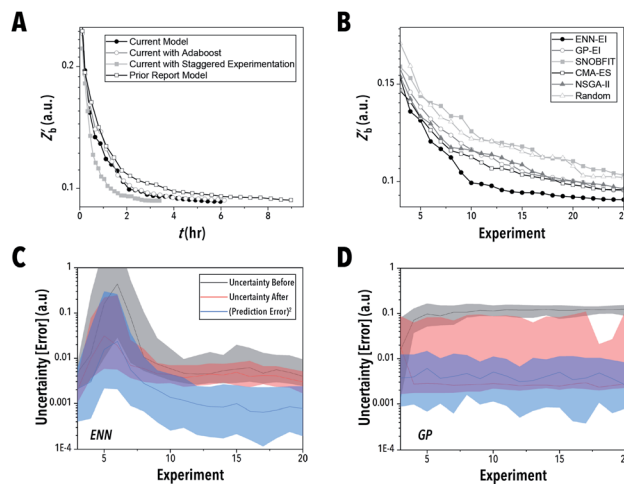 A
Z'b (a.u.)
0.2
0.1
Current Model
Current with Adaboost
Current with Staggered Experimentation
Prior Report Model
0 2 4 6 8
t(hr)
B
Z'b (a.u.)
0.15
0.1
ENN-EI
GP-EI
SNOBFIT
CMA-ES
NSGA-II
Random
5 10 15 20 25
Experiment
C
Uncertainty [Error] (a.u)
1
0.1
0.01
0.001
1E-4
Uncertainty Before
Uncertainty After
(Prediction Error)²
ENN
5 10 15 20
Experiment
D
Uncertainty [Error] (a.u)
1
0.1
0.01
0.001
1E-4
GP
5 10 15 20
Experiment